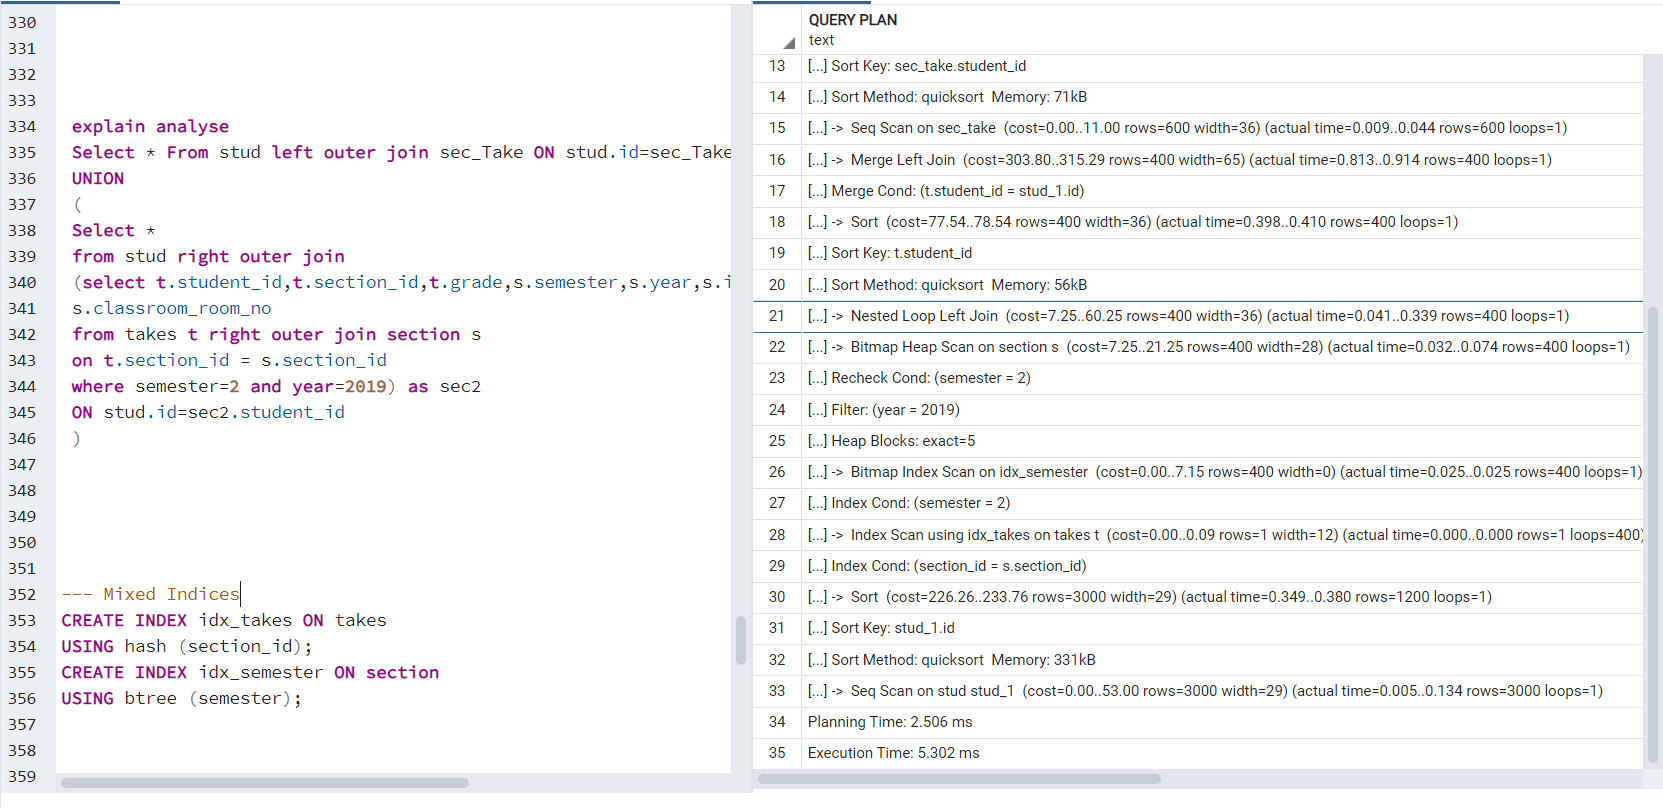 330
331
332
333
334 explain analyse
335 Select * From stud left outer join sec_Take ON stud.id=sec_Take
336 UNION
337 (
338 Select *
339 from stud right outer join
340 (select t.student_id,t.section_id,t.grade,s.semester,s.year,s.i
341 s.classroom_room_no
342 from takes t right outer join section s
343 on t.section_id = s.section_id
344 where semester=2 and year=2019) as sec2
345 ON stud.id=sec2.student_id
346 )
347
348
349
350
351
352 --- Mixed Indices
353 CREATE INDEX idx_takes ON takes
354 USING hash (section_id);
355 CREATE INDEX idx_semester ON section
356 USING btree (semester);
357
358
359
QUERY PLAN
text
13 [...] Sort Key: sec_take.student_id
14 [...] Sort Method: quicksort Memory: 71kB
15 [...] -> Seq Scan on sec_take (cost=0.00..11.00 rows=600 width=36) (actual time=0.009..0.044 rows=600 loops=1)
16 [...] -> Merge Left Join (cost=303.80..315.29 rows=400 width=65) (actual time=0.813..0.914 rows=400 loops=1)
17 [...] Merge Cond: (t.student_id = stud_1.id)
18 [...] -> Sort (cost=77.54..78.54 rows=400 width=36) (actual time=0.398..0.410 rows=400 loops=1)
19 [...] Sort Key: t.student_id
20 [...] Sort Method: quicksort Memory: 56kB
21 [...] -> Nested Loop Left Join (cost=7.25..60.25 rows=400 width=36) (actual time=0.041..0.339 rows=400 loops=1)
22 [...] -> Bitmap Heap Scan on section s (cost=7.25..21.25 rows=400 width=28) (actual time=0.032..0.074 rows=400 loops=1)
23 [...] Recheck Cond: (semester = 2)
24 [...] Filter: (year = 2019)
25 [...] Heap Blocks: exact=5
26 [...] -> Bitmap Index Scan on idx_semester (cost=0.00..7.15 rows=400 width=0) (actual time=0.025..0.025 rows=400 loops=1)
27 [...] Index Cond: (semester = 2)
28 [...] -> Index Scan using idx_takes on takes t (cost=0.00..0.09 rows=1 width=12) (actual time=0.000..0.000 rows=1 loops=400)
29 [...] Index Cond: (section_id = s.section_id)
30 [...] -> Sort (cost=226.26..233.76 rows=3000 width=29) (actual time=0.349..0.380 rows=1200 loops=1)
31 [...] Sort Key: stud_1.id
32 [...] Sort Method: quicksort Memory: 331kB
33 [...] -> Seq Scan on stud stud_1 (cost=0.00..53.00 rows=3000 width=29) (actual time=0.005..0.134 rows=3000 loops=1)
34 Planning Time: 2.506 ms
35 Execution Time: 5.302 ms